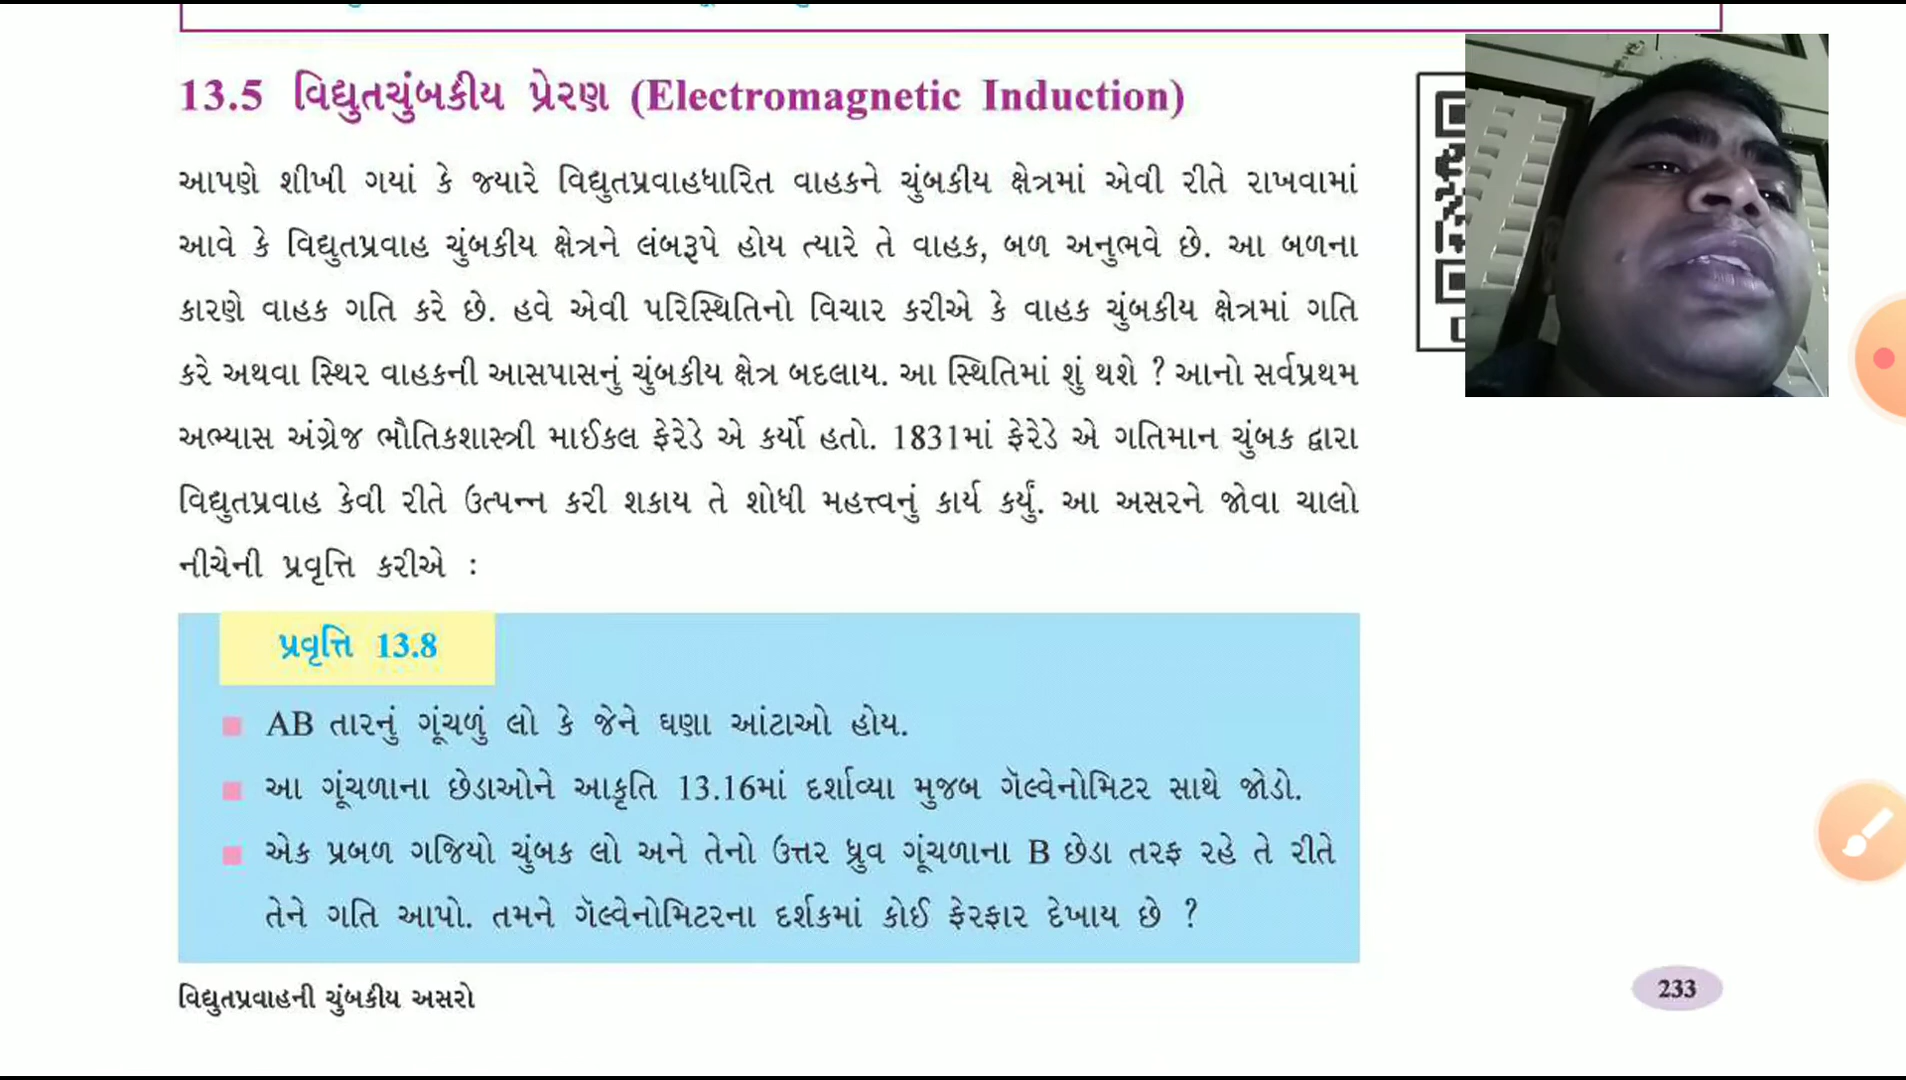 13.5 વિદ્યુતચુંબકીય પ્રેરણ (Electromagnetic Induction)
આપણે શીખી ગયાં કે જ્યારે વિદ્યુતપ્રવાહધારિત વાહકને ચુંબકીય ક્ષેત્રમાં એવી રીતે રાખવામાં
આવે કે વિદ્યુતપ્રવાહ ચુંબકીય ક્ષેત્રને લંબરૂપે હોય ત્યારે તે વાહક, બળ અનુભવે છે. આ બળના
કારણે વાહક ગતિ કરે છે. હવે એવી પરિસ્થિતિનો વિચાર કરીએ કે વાહક ચુંબકીય ક્ષેત્રમાં ગતિ
કરે અથવા સ્થિર વાહકની આસપાસનું ચુંબકીય ક્ષેત્ર બદલાય. આ સ્થિતિમાં શું થશે ? આનો સર્વપ્રથમ
અભ્યાસ અંગ્રેજ ભૌતિકશાસ્ત્રી માઈકલ ફેરેડે એ કર્યો હતો. 1831માં ફેરેડે એ ગતિમાન ચુંબક દ્વારા
વિદ્યુતપ્રવાહ કેવી રીતે ઉત્પન્ન કરી શકાય તે શોધી મહત્ત્વનું કાર્ય કર્યું. આ અસરને જોવા ચાલો
નીચેની પ્રવૃત્તિ કરીએ :
પ્રવૃત્તિ 13.8
AB તારનું ગૂંચળું લો કે જેને ઘણા આંટાઓ હોય.
આ ગૂંચળાના છેડાઓને આકૃતિ 13.16માં દર્શાવ્યા મુજબ ગૅલ્વેનોમિટર સાથે જોડો.
એક પ્રબળ ગજિયો ચુંબક લો અને તેનો ઉત્તર ધ્રુવ ગૂંચળાના B છેડા તરફ રહે તે રીતે
તેને ગતિ આપો. તમને ગૅલ્વેનોમિટરના દર્શકમાં કોઈ ફેરફાર દેખાય છે ?
વિદ્યુતપ્રવાહની ચુંબકીય અસરો
233